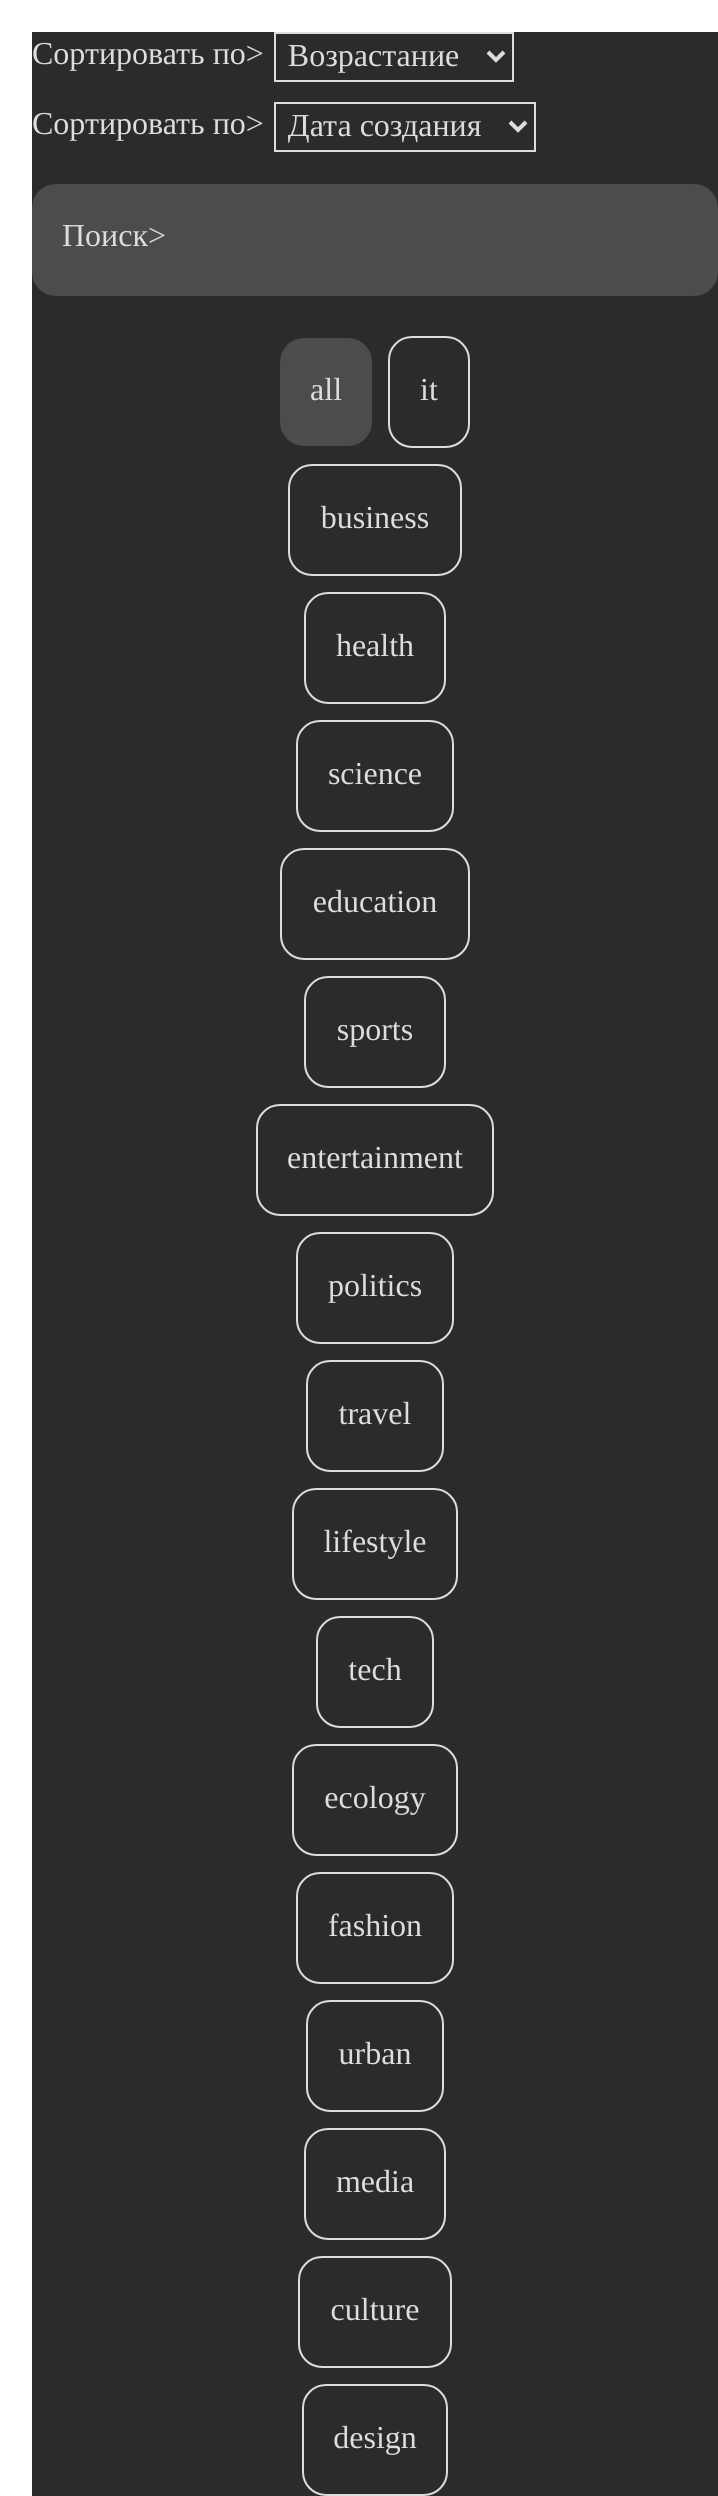 Сортировать по> Возрастание
Сортировать по> Дата создания
Поиск>
all it
business
health
science
education
sports
entertainment
politics
travel
lifestyle
tech
ecology
fashion
urban
media
culture
design